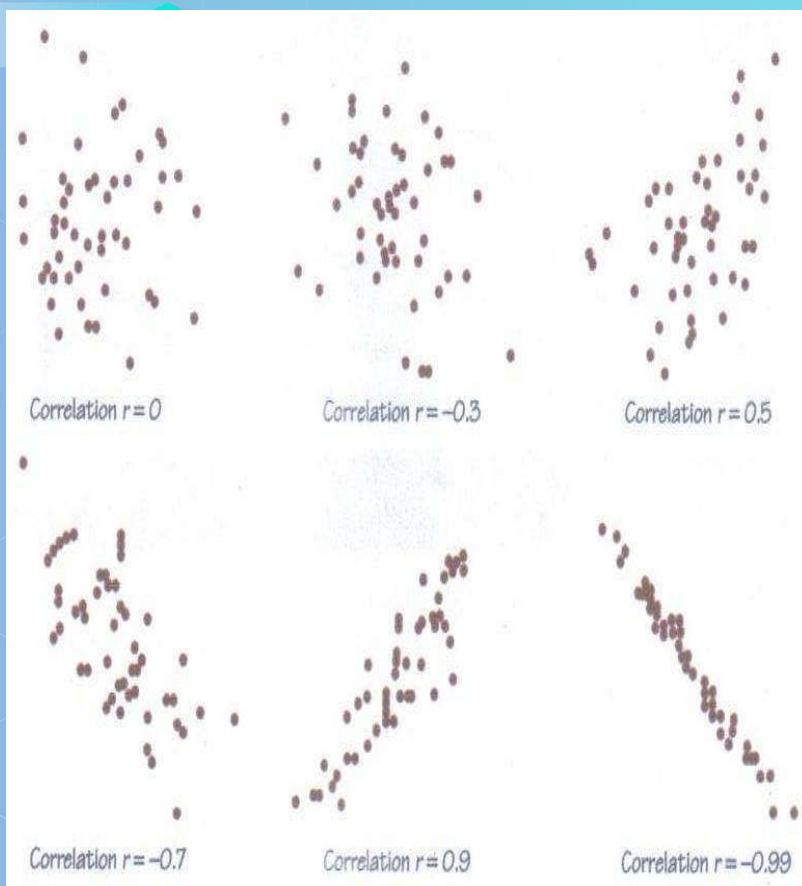 Correlation r = 0
Correlation r = −0.3
Correlation r = 0.5
Correlation r = −0.7
Correlation r = 0.9
Correlation r = −0.99